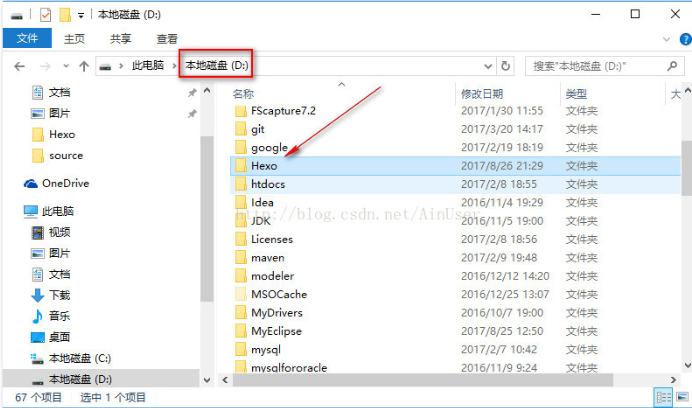 本地磁盘 (D:)
文件 主页 共享 查看
此电脑 本地磁盘 (D:) 搜索"本地磁盘 (D:)"
文档
图片
Hexo
source
OneDrive
此电脑
视频
图片
文档
下载
音乐
桌面
本地磁盘 (C:)
本地磁盘 (D:)
名称 修改日期 类型 大
FScapture7.2 2017/1/30 11:55 文件夹
git 2017/3/20 14:17 文件夹
google 2017/2/19 18:19 文件夹
Hexo 2017/8/26 21:29 文件夹
htdocs 2017/2/8 18:55 文件夹
Idea 2016/11/4 19:29 文件夹
http://blog.csdn.net/AinUser
JDK 2016/11/5 19:00 文件夹
Licenses 2017/2/8 18:56 文件夹
maven 2017/2/9 19:48 文件夹
modeler 2016/12/12 14:20 文件夹
MSOCache 2016/12/25 13:07 文件夹
MyDrivers 2016/10/7 19:00 文件夹
MyEclipse 2017/8/25 12:50 文件夹
mysql 2017/2/7 10:42 文件夹
mysqlfororacle 2016/11/9 9:24 文件夹
67 个项目 选中 1 个项目